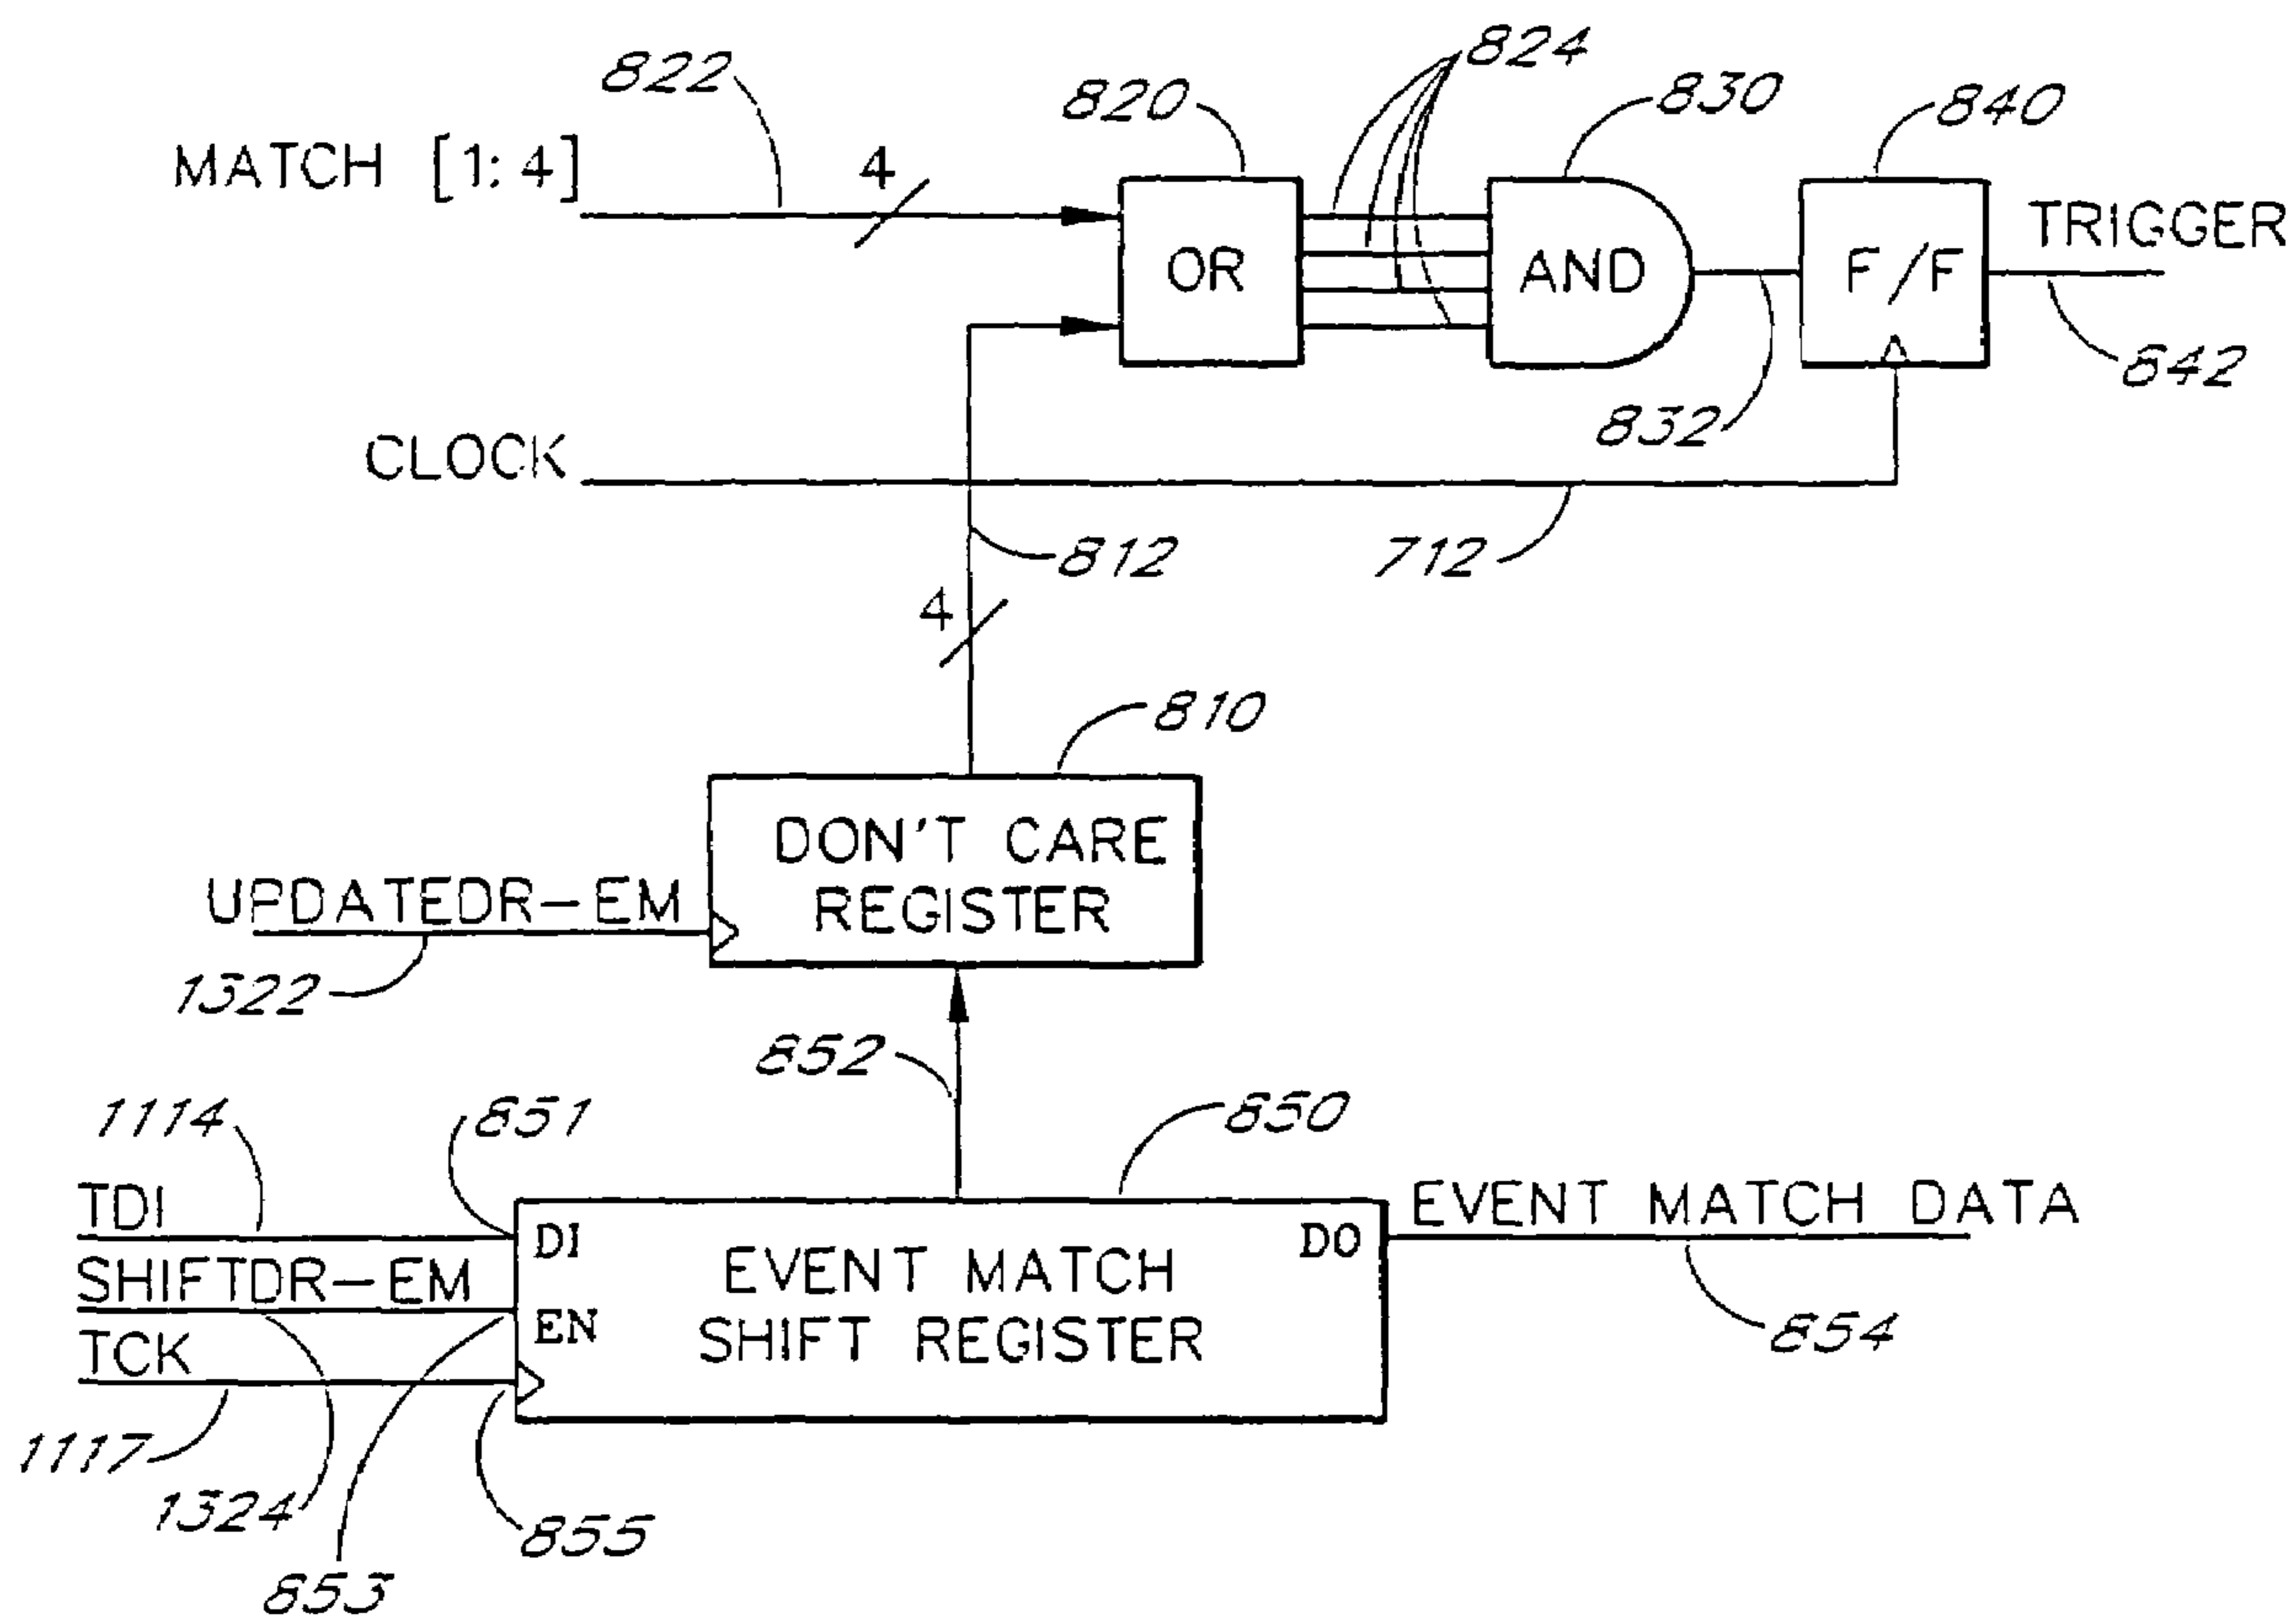 822
820
824
830
840
MATCH [1:4]
4
OR
AND
F/F
TRIGGER
842
832
CLOCK
812
712
4
810
DON'T CARE
REGISTER
UPDATEDR-EM
1322
852
1114
851
850
TDI
DI
DO
EVENT MATCH DATA
SHIFTDR-EM
EN
EVENT MATCH
SHIFT REGISTER
TCK
854
1117
1324
855
853